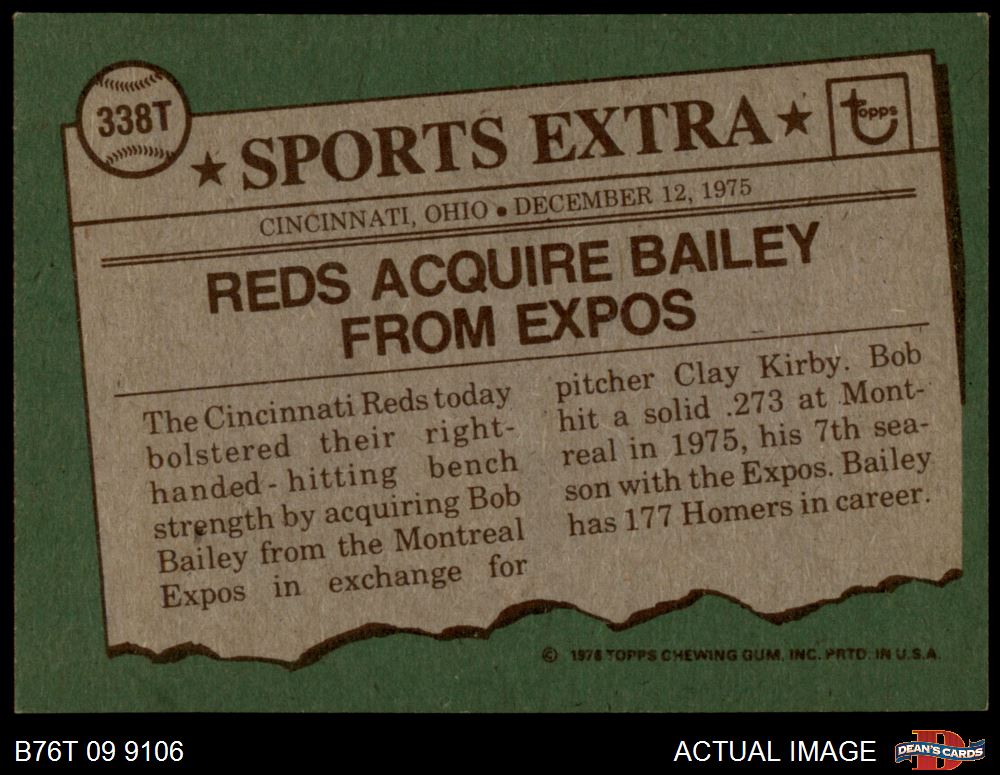 338T
★ SPORTS EXTRA ★
topps
CINCINNATI, OHIO • DECEMBER 12, 1975
REDS ACQUIRE BAILEY
FROM EXPOS
The Cincinnati Reds today
bolstered their right-
handed-hitting bench
strength by acquiring Bob
Bailey from the Montreal
Expos in exchange for
pitcher Clay Kirby. Bob
hit a solid .273 at Mont-
real in 1975, his 7th sea-
son with the Expos. Bailey
has 177 Homers in career.
© 1976 TOPPS CHEWING GUM, INC. PRTD. IN U.S.A.
B76T 09 9106
ACTUAL IMAGE
D
DEAN'S CARDS